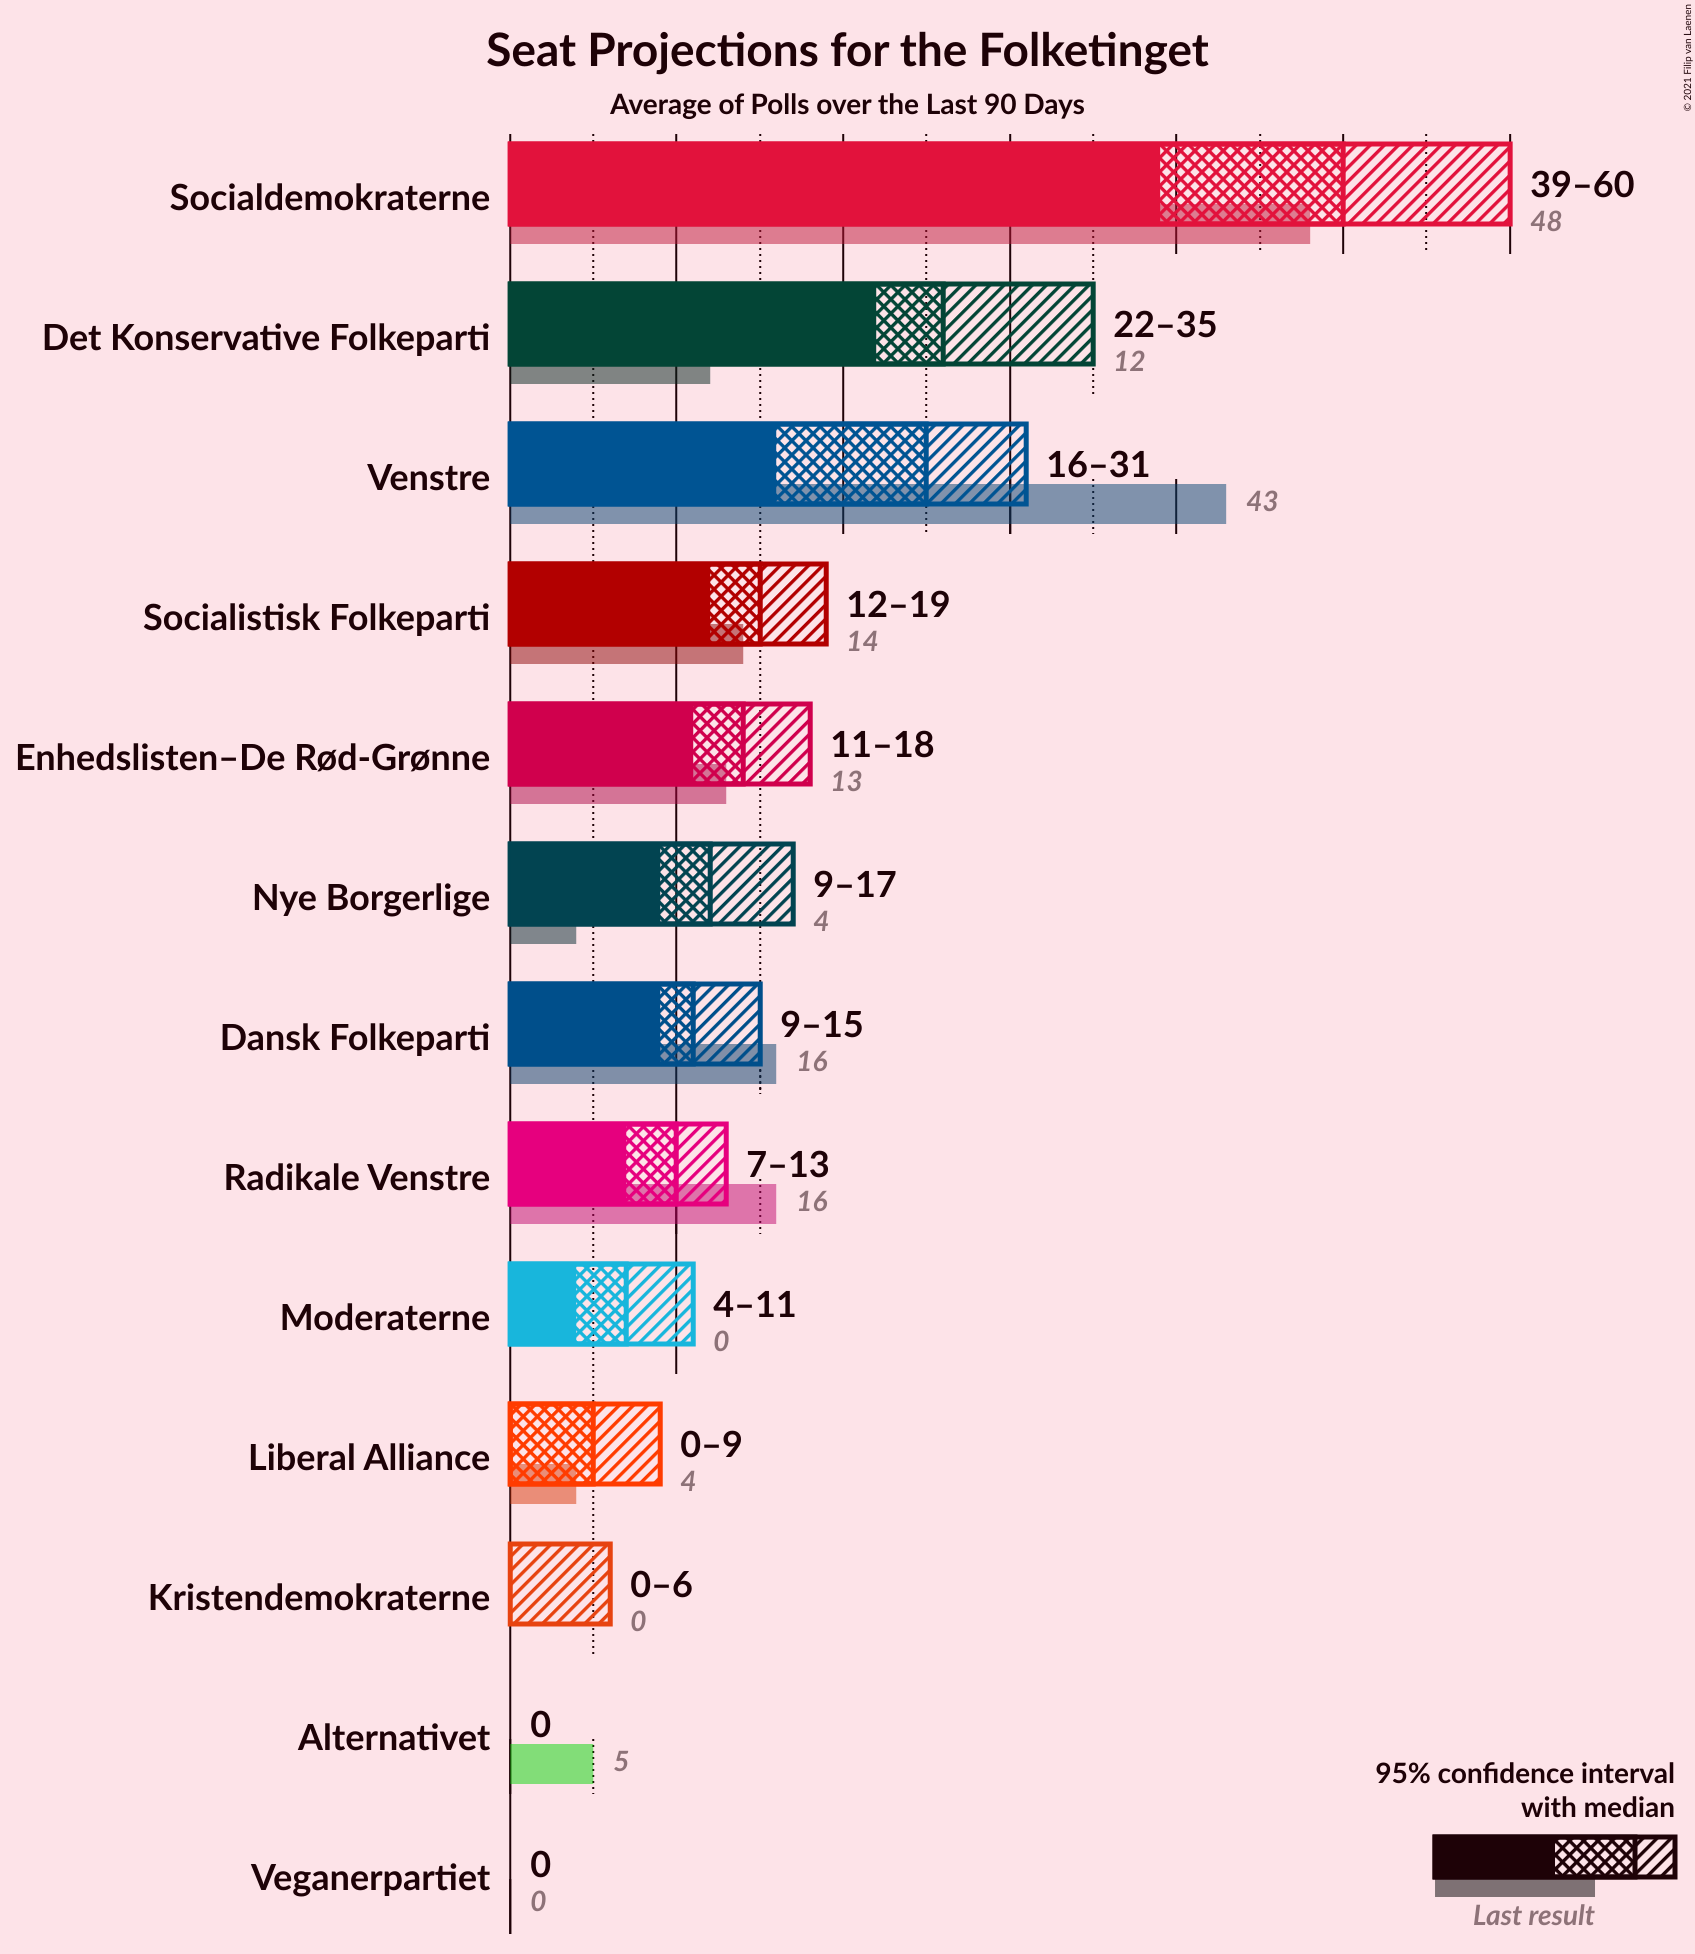 Seat Projections for the Folketinget
Average of Polls over the Last 90 Days
© 2021 Filip van Laenen
Socialdemokraterne
39–60
48
Det Konservative Folkeparti
22–35
12
Venstre
16–31
43
Socialistisk Folkeparti
12–19
14
Enhedslisten–De Rød-Grønne
11–18
13
Nye Borgerlige
9–17
4
Dansk Folkeparti
9–15
16
Radikale Venstre
7–13
16
Moderaterne
4–11
0
Liberal Alliance
0–9
4
Kristendemokraterne
0–6
0
Alternativet
0
5
Veganerpartiet
0
0
95% confidence interval
with median
Last result